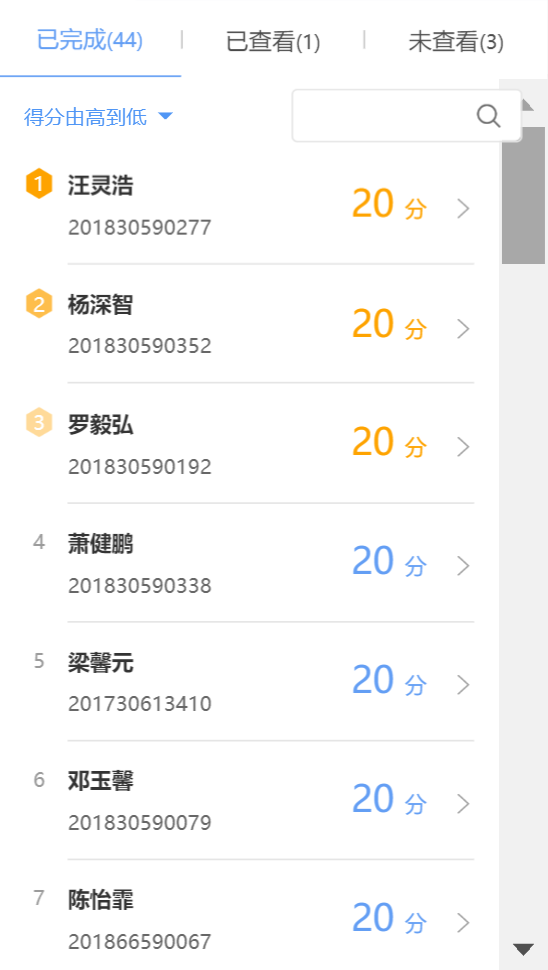 已完成(44) 已查看(1) 未查看(3)
得分由高到低
1 汪灵浩 20 分
201830590277
2 杨深智 20 分
201830590352
3 罗毅弘 20 分
201830590192
4 萧健鹏 20 分
201830590338
5 梁馨元 20 分
201730613410
6 邓玉馨 20 分
201830590079
7 陈怡霏 20 分
201866590067